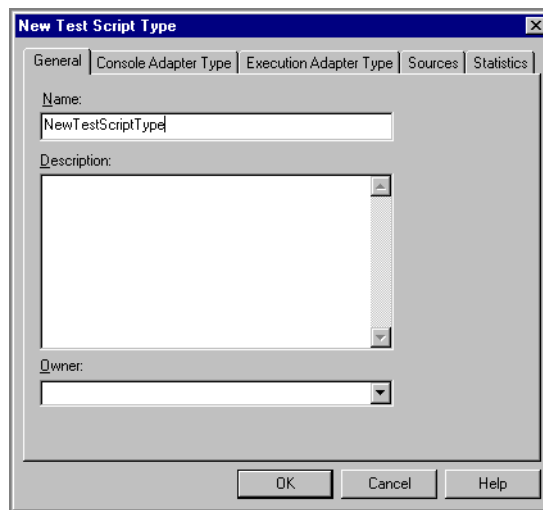 New Test Script Type
General Console Adapter Type Execution Adapter Type Sources Statistics
Name:
NewTestScriptType
Description:
Owner:
OK Cancel Help